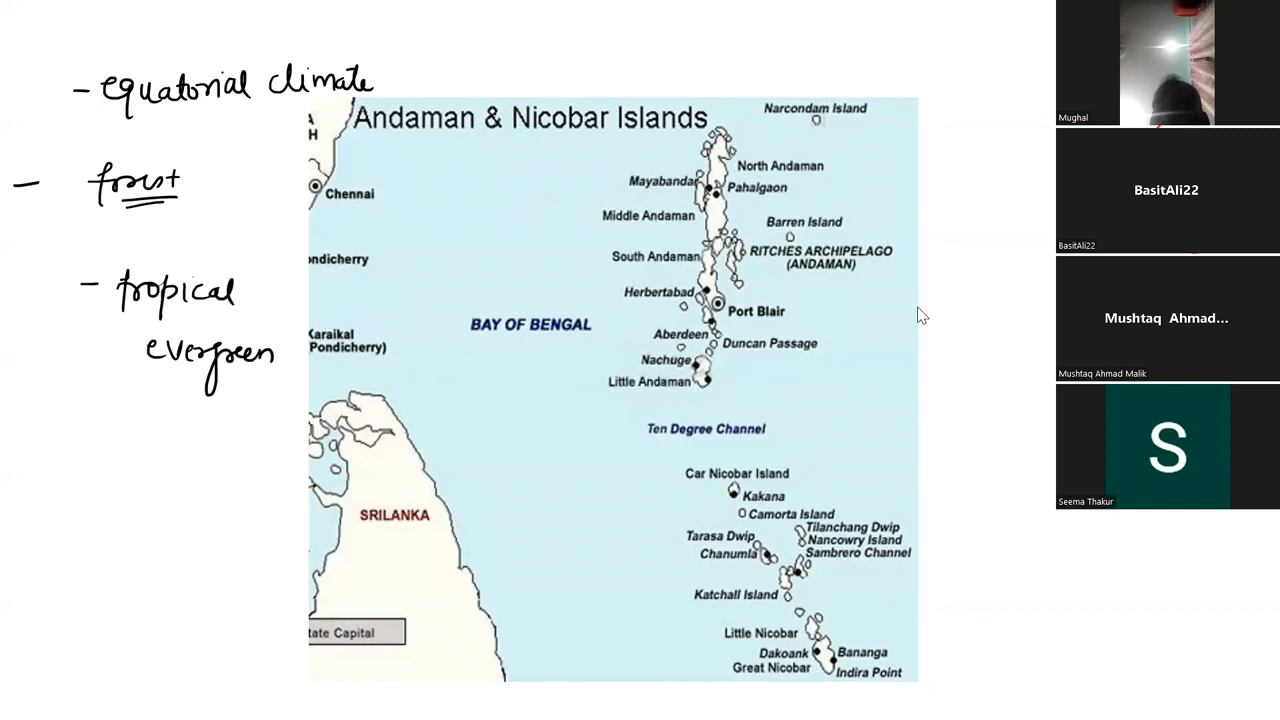 - equatorial climate
- forest
- tropical
evergreen
Andaman & Nicobar Islands
Narcondam Island
A
H
North Andaman
Mayabandar
Pahalgaon
Chennai
Middle Andaman
Barren Island
RITCHES ARCHIPELAGO
(ANDAMAN)
South Andaman
ondicherry
Herbertabad
Port Blair
BAY OF BENGAL
Karaikal
(Pondicherry)
Aberdeen
Duncan Passage
Nachuge
Little Andaman
Ten Degree Channel
Car Nicobar Island
Kakana
Camorta Island
SRILANKA
Tilanchang Dwip
Tarasa Dwip
Nancowry Island
Chanumla
Sambrero Channel
Katchall Island
tate Capital
Little Nicobar
Dakoank
Bananga
Great Nicobar
Indira Point
Mughal
BasitAli22
BasitAli22
Mushtaq Ahmad...
Mushtaq Ahmad Malik
S
Seema Thakur